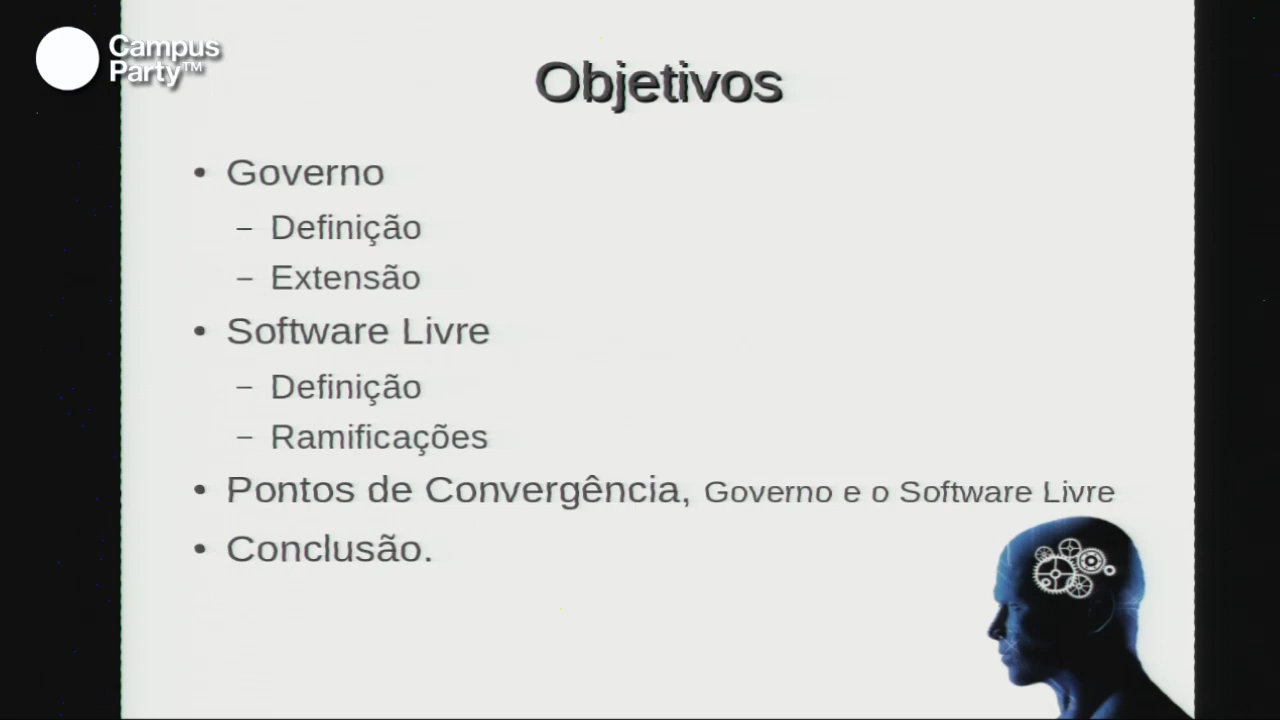 Campus
Party™
Objetivos
• Governo
– Definição
– Extensão
• Software Livre
– Definição
– Ramificações
• Pontos de Convergência, Governo e o Software Livre
• Conclusão.